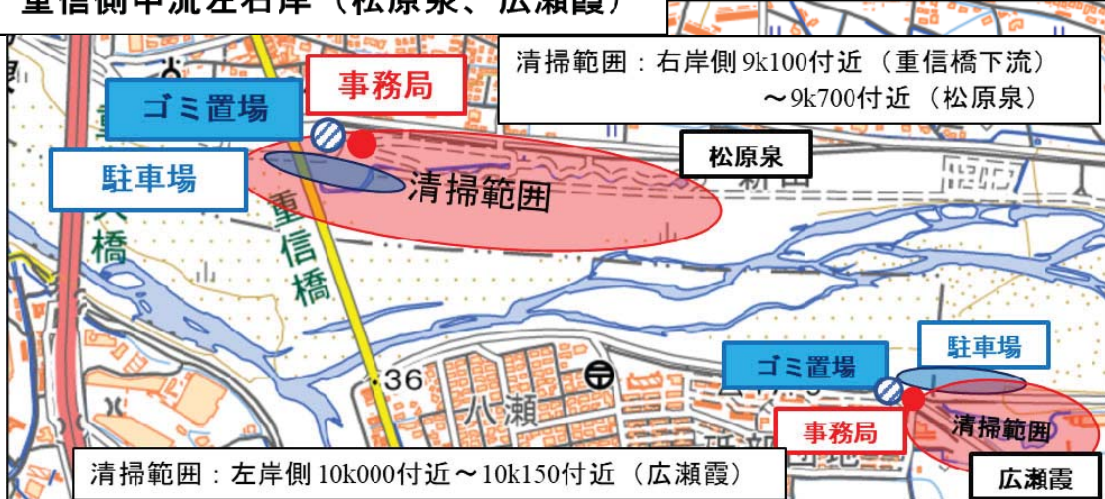 重信側中流左右岸（松原泉、広瀬霞）
清掃範囲：右岸側9k100付近（重信橋下流）
～9k700付近（松原泉）
事務局
ゴミ置場
駐車場
松原泉
清掃範囲
重信橋
橋
36
八瀬
駐車場
ゴミ置場
事務局
清掃範囲
団地
広瀬霞
清掃範囲：左岸側10k000付近～10k150付近（広瀬霞）